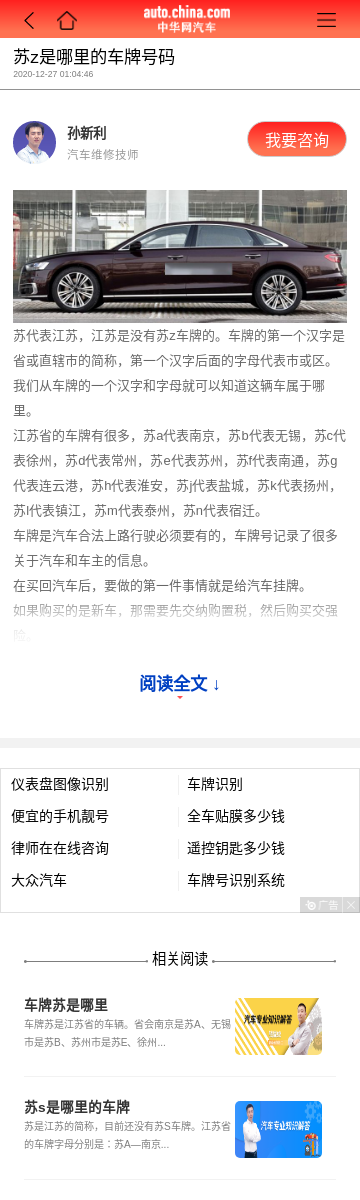 auto.china.com
中华网汽车
苏z是哪里的车牌号码
2020-12-27 01:04:46
孙新利
汽车维修技师
我要咨询
苏代表江苏，江苏是没有苏z车牌的。车牌的第一个汉字是
省或直辖市的简称，第一个汉字后面的字母代表市或区。
我们从车牌的一个汉字和字母就可以知道这辆车属于哪
里。
江苏省的车牌有很多，苏a代表南京，苏b代表无锡，苏c代
表徐州，苏d代表常州，苏e代表苏州，苏f代表南通，苏g
代表连云港，苏h代表淮安，苏j代表盐城，苏k代表扬州，
苏l代表镇江，苏m代表泰州，苏n代表宿迁。
车牌是汽车合法上路行驶必须要有的，车牌号记录了很多
关于汽车和车主的信息。
在买回汽车后，要做的第一件事情就是给汽车挂牌。
如果购买的是新车，那需要先交纳购置税，然后购买交强
险。
阅读全文 ↓
仪表盘图像识别
车牌识别
便宜的手机靓号
全车贴膜多少钱
律师在在线咨询
遥控钥匙多少钱
大众汽车
车牌号识别系统
广告
相关阅读
车牌苏是哪里
车牌苏是江苏省的车辆。省会南京是苏A、无锡
市是苏B、苏州市是苏E、徐州...
汽车专业知识解答
苏s是哪里的车牌
苏是江苏的简称，目前还没有苏S车牌。江苏省
的车牌字母分别是：苏A—南京...
汽车专业知识解答